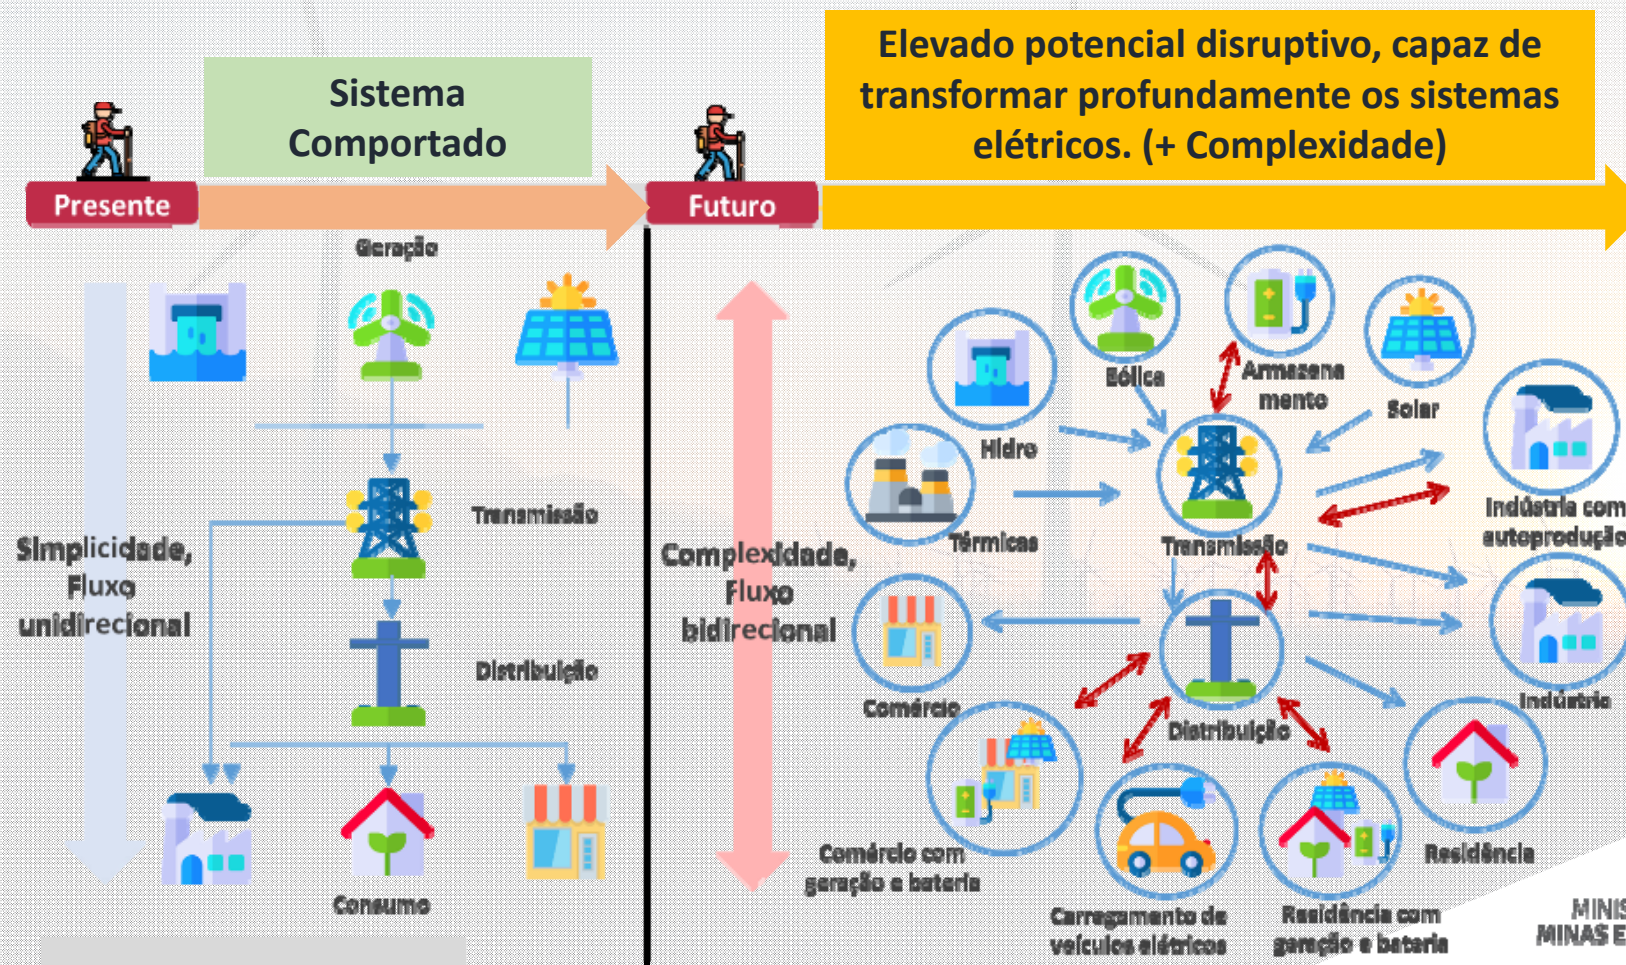 Sistema
Comportado
Elevado potencial disruptivo, capaz de
transformar profundamente os sistemas
elétricos. (+ Complexidade)
Presente
Futuro
Geração
Transmissão
Distribuição
Consumo
Simplicidade,
Fluxo
unidirecional
Complexidade,
Fluxo
bidirecional
Eólica
Armazena
mento
Solar
Hidro
Térmicas
Transmissão
Indústria com
autoprodução
Indústria
Comércio
Distribuição
Residência
Comércio com
geração e bateria
Carregamento de
veículos elétricos
Residência com
geração e bateria
MINIS
MINAS E